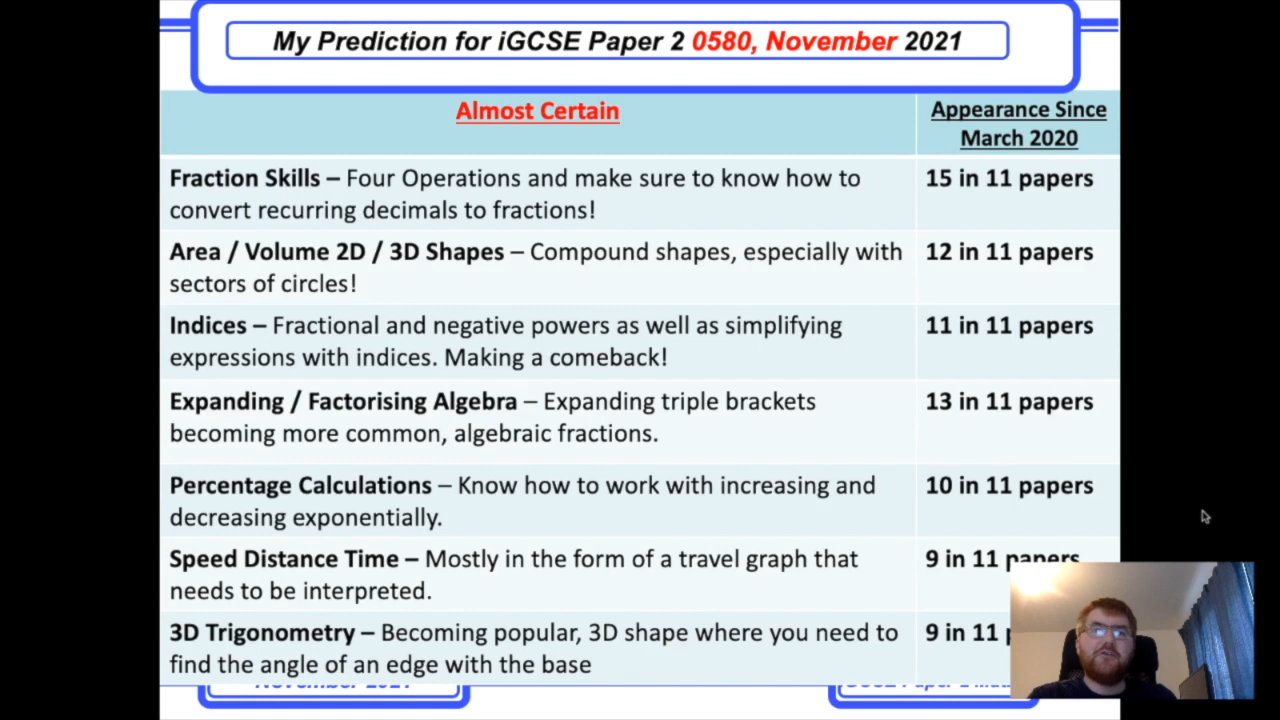 My Prediction for iGCSE Paper 2 0580, November 2021
Almost Certain
Appearance Since
March 2020
Fraction Skills – Four Operations and make sure to know how to
convert recurring decimals to fractions!
15 in 11 papers
Area / Volume 2D / 3D Shapes – Compound shapes, especially with
sectors of circles!
12 in 11 papers
Indices – Fractional and negative powers as well as simplifying
expressions with indices. Making a comeback!
11 in 11 papers
Expanding / Factorising Algebra – Expanding triple brackets
becoming more common, algebraic fractions.
13 in 11 papers
Percentage Calculations – Know how to work with increasing and
decreasing exponentially.
10 in 11 papers
Speed Distance Time – Mostly in the form of a travel graph that
needs to be interpreted.
9 in 11 papers
3D Trigonometry – Becoming popular, 3D shape where you need to
find the angle of an edge with the base
9 in 11
November 2021